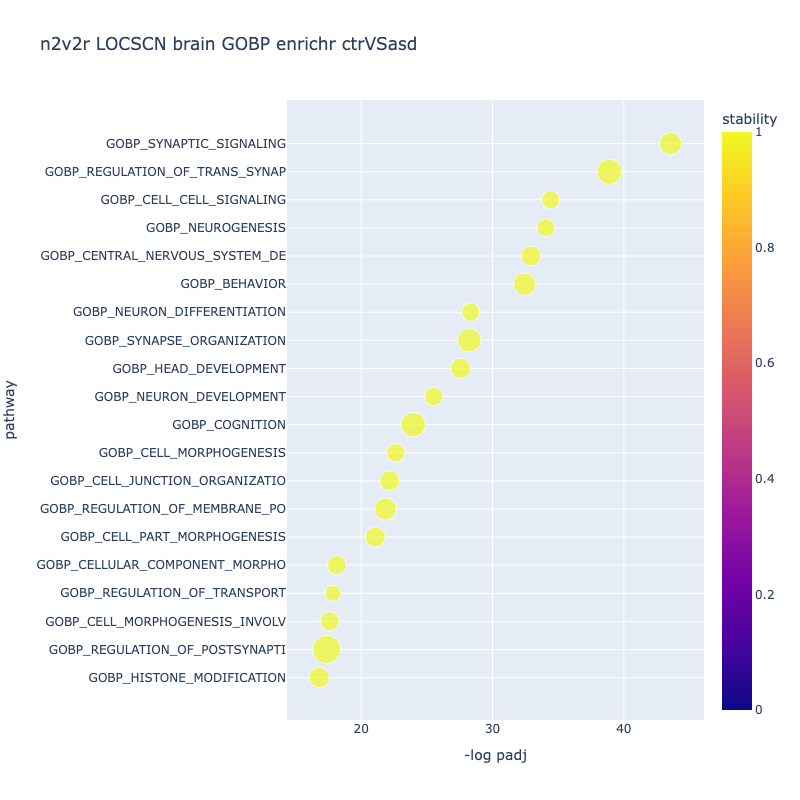 n2v2r LOCSCN brain GOBP enrichr ctrVSasd
stability
GOBP_SYNAPTIC_SIGNALING
GOBP_REGULATION_OF_TRANS_SYNAP
GOBP_CELL_CELL_SIGNALING
GOBP_NEUROGENESIS
GOBP_CENTRAL_NERVOUS_SYSTEM_DE
GOBP_BEHAVIOR
GOBP_NEURON_DIFFERENTIATION
GOBP_SYNAPSE_ORGANIZATION
GOBP_HEAD_DEVELOPMENT
GOBP_NEURON_DEVELOPMENT
GOBP_COGNITION
GOBP_CELL_MORPHOGENESIS
GOBP_CELL_JUNCTION_ORGANIZATIO
GOBP_REGULATION_OF_MEMBRANE_PO
GOBP_CELL_PART_MORPHOGENESIS
GOBP_CELLULAR_COMPONENT_MORPHO
GOBP_REGULATION_OF_TRANSPORT
GOBP_CELL_MORPHOGENESIS_INVOLV
GOBP_REGULATION_OF_POSTSYNAPTI
GOBP_HISTONE_MODIFICATION
pathway
20 30 40
-log padj
1
0.8
0.6
0.4
0.2
0